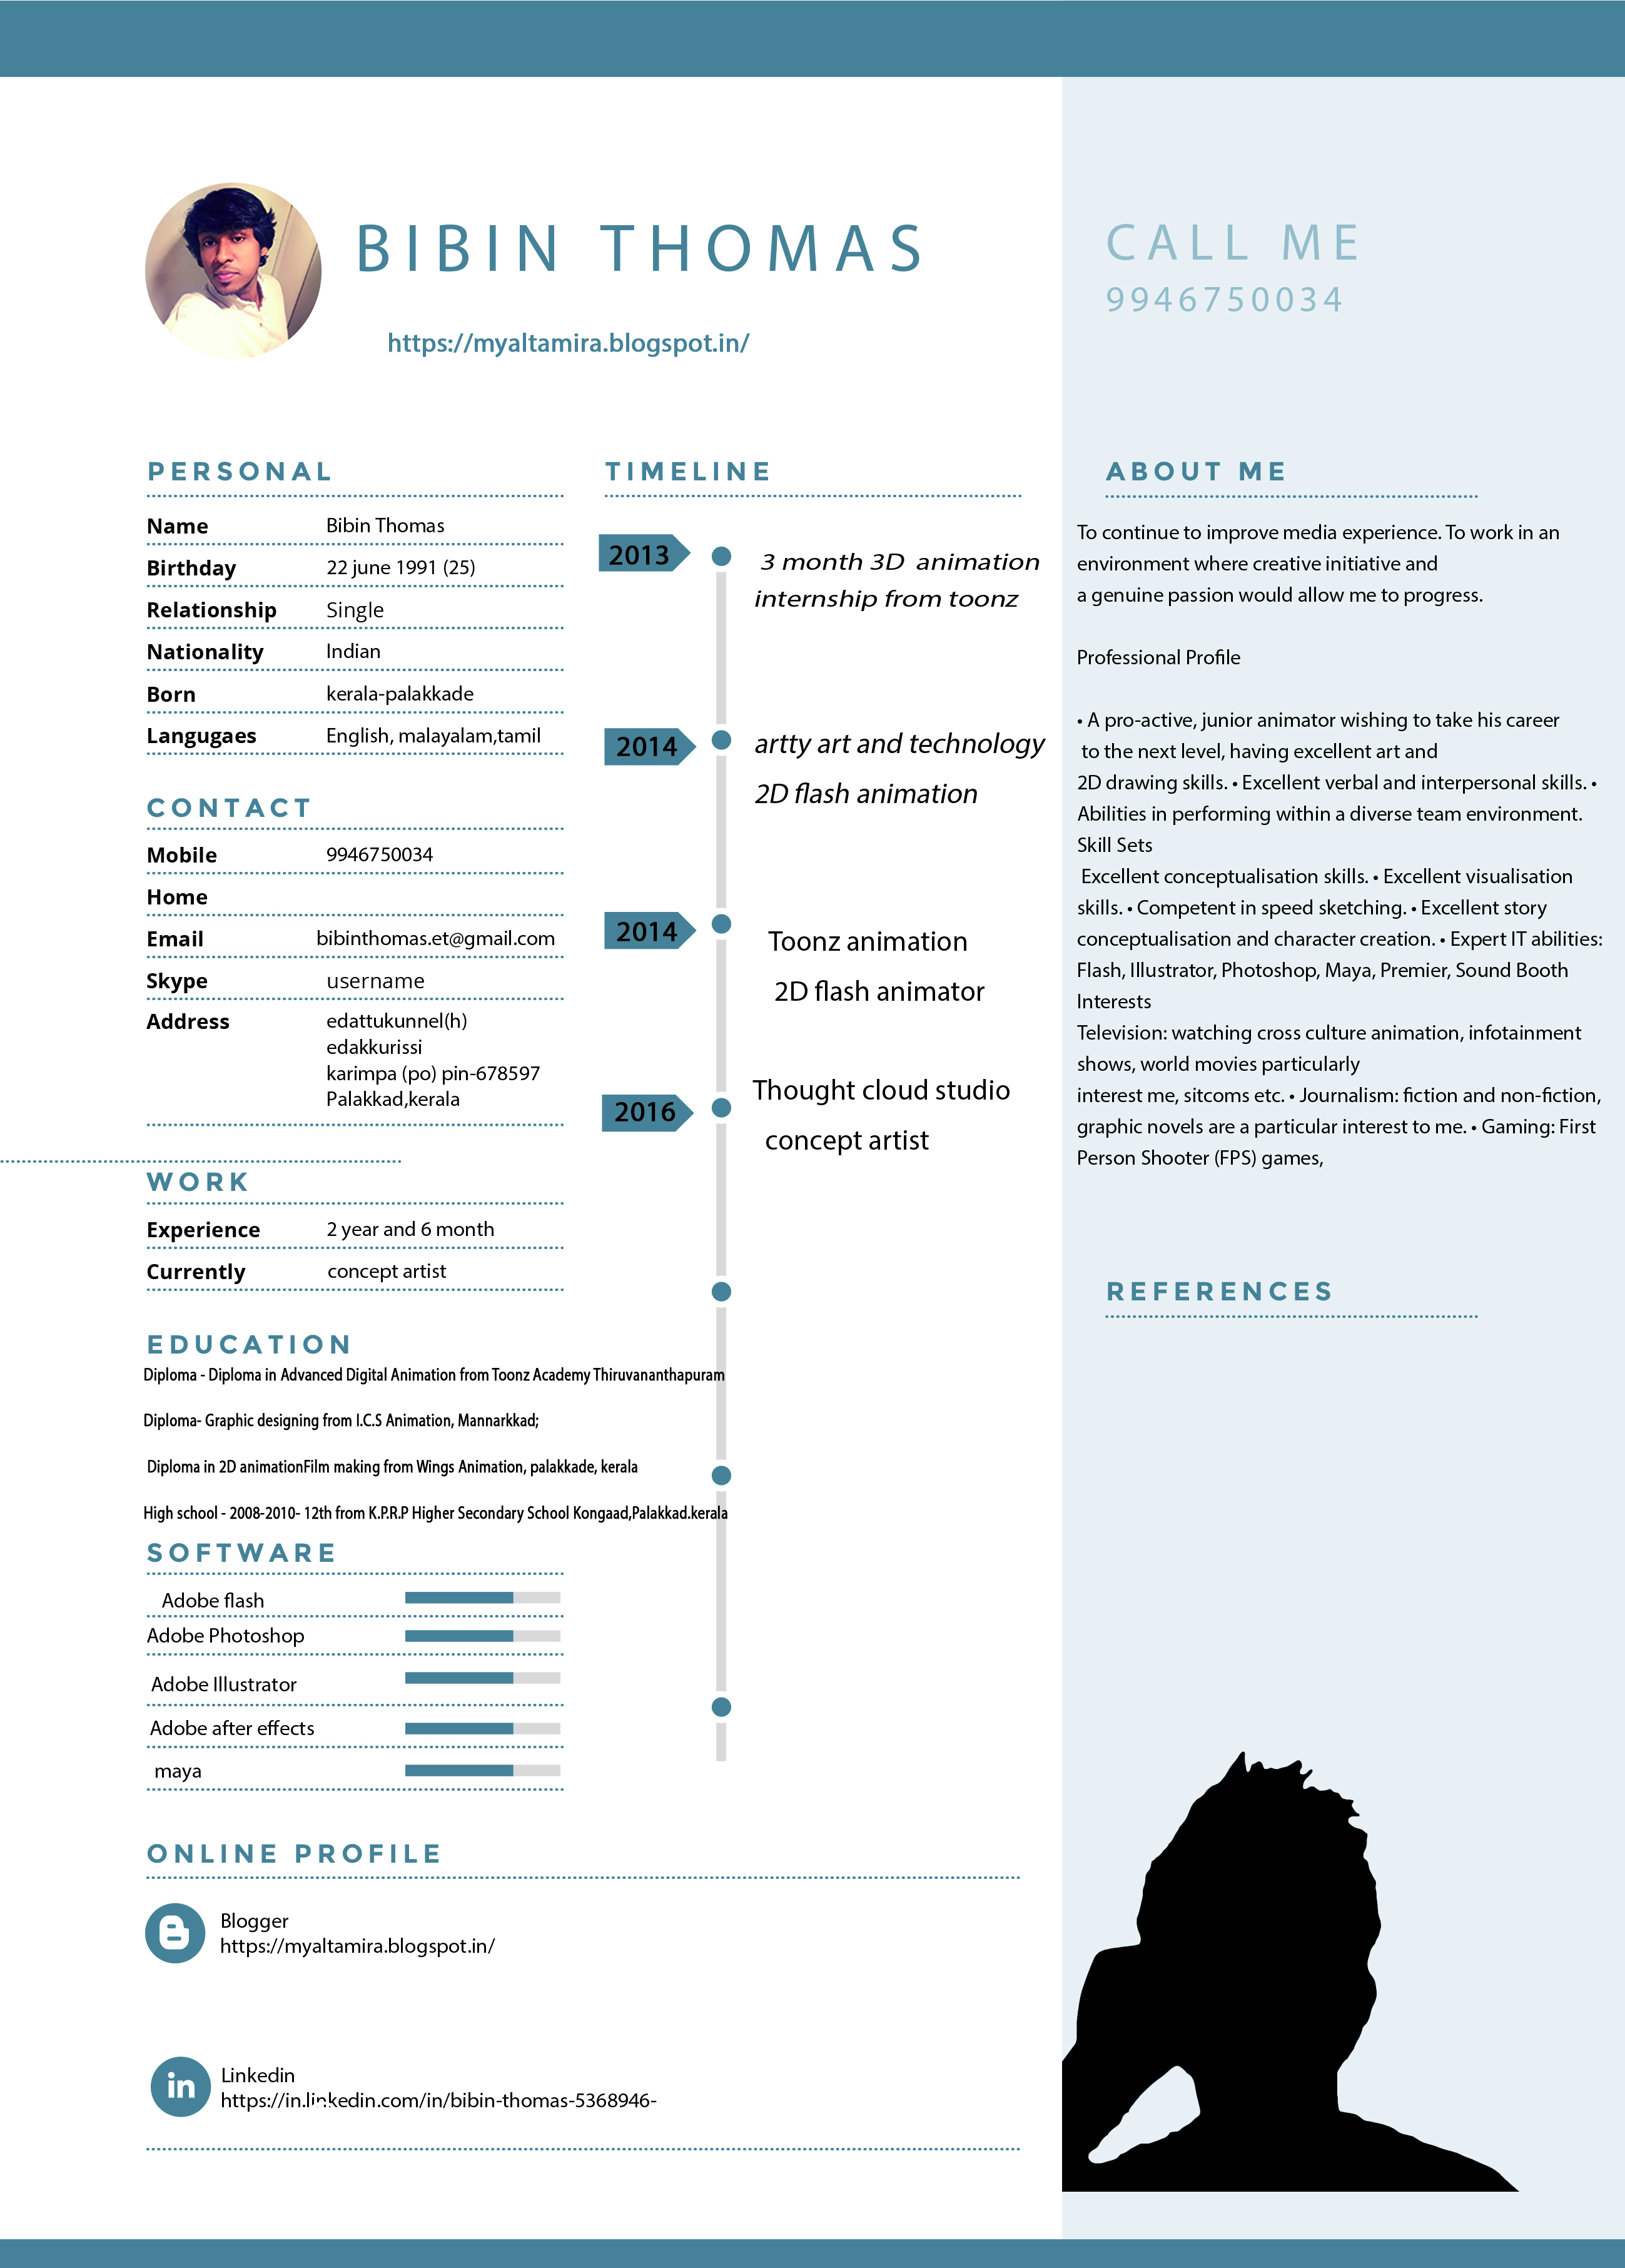 BIBIN THOMAS
https://myaltamira.blogspot.in/
CALL ME
9946750034
PERSONAL
Name Bibin Thomas
Birthday 22 june 1991 (25)
Relationship Single
Nationality Indian
Born kerala-palakkade
Langugaes English, malayalam,tamil
CONTACT
Mobile 9946750034
Home
Email bibinthomas.et@gmail.com
Skype username
Address edattukunnel(h)
edakkurissi
karimpa (po) pin-678597
Palakkad,kerala
WORK
Experience 2 year and 6 month
Currently concept artist
EDUCATION
Diploma - Diploma in Advanced Digital Animation from Toonz Academy Thiruvananthapuram
Diploma- Graphic designing from I.C.S Animation, Mannarkkad;
Diploma in 2D animationFilm making from Wings Animation, palakkade, kerala
High school - 2008-2010- 12th from K.P.R.P Higher Secondary School Kongaad,Palakkad.kerala
SOFTWARE
Adobe flash
Adobe Photoshop
Adobe Illustrator
Adobe after effects
maya
TIMELINE
2013 3 month 3D animation
internship from toonz
2014 artty art and technology
2D flash animation
2014 Toonz animation
2D flash animator
2016 Thought cloud studio
concept artist
ABOUT ME
To continue to improve media experience. To work in an
environment where creative initiative and
a genuine passion would allow me to progress.
Professional Profile
• A pro-active, junior animator wishing to take his career
to the next level, having excellent art and
2D drawing skills. • Excellent verbal and interpersonal skills. •
Abilities in performing within a diverse team environment.
Skill Sets
Excellent conceptualisation skills. • Excellent visualisation
skills. • Competent in speed sketching. • Excellent story
conceptualisation and character creation. • Expert IT abilities:
Flash, Illustrator, Photoshop, Maya, Premier, Sound Booth
Interests
Television: watching cross culture animation, infotainment
shows, world movies particularly
interest me, sitcoms etc. • Journalism: fiction and non-fiction,
graphic novels are a particular interest to me. • Gaming: First
Person Shooter (FPS) games,
REFERENCES
ONLINE PROFILE
Blogger
https://myaltamira.blogspot.in/
in
Linkedin
https://in.linkedin.com/in/bibin-thomas-5368946-